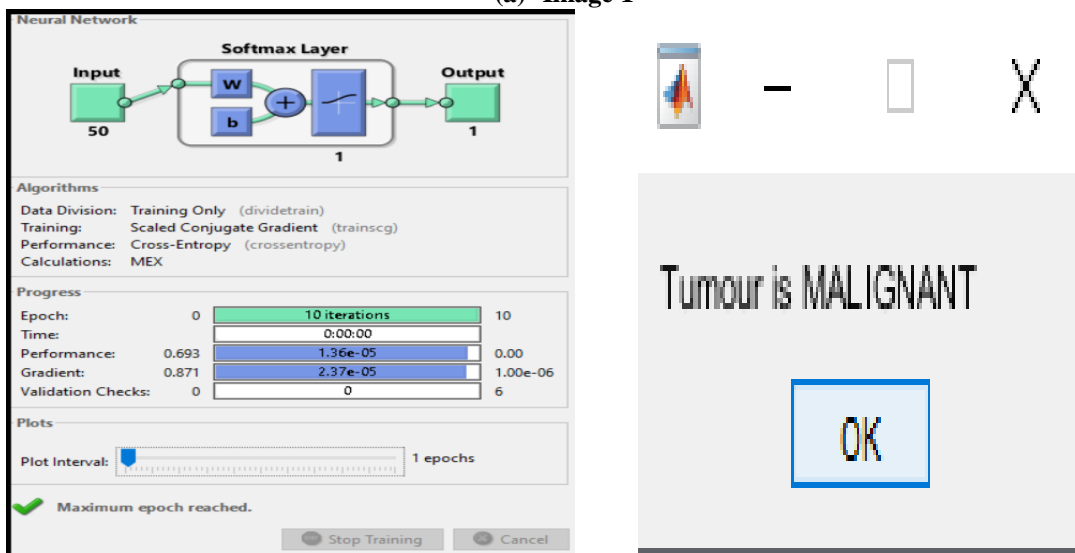 (a) Image 1
Neural Network
Softmax Layer
Input
Output
W
b
+
50
1
1
Algorithms
Data Division: Training Only (dividetrain)
Training: Scaled Conjugate Gradient (trainscg)
Performance: Cross-Entropy (crossentropy)
Calculations: MEX
Progress
Epoch: 0 10 iterations 10
Time: 0:00:00
Performance: 0.693 1.36e-05 0.00
Gradient: 0.871 2.37e-05 1.00e-06
Validation Checks: 0 0 6
Plots
Plot Interval: 1 epochs
Maximum epoch reached.
Stop Training Cancel
Tumour is MALIGNANT
OK